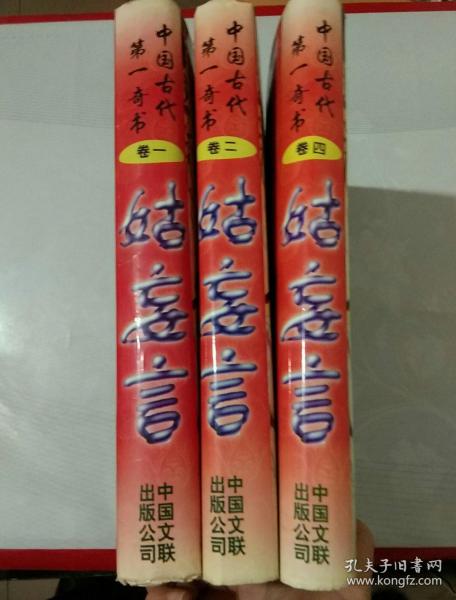 中国古代
第一奇书
卷一
姑妄言
中国文联
出版公司
中国古代
第一奇书
卷二
姑妄言
中国文联
出版公司
中国古代
第一奇书
卷四
姑妄言
中国文联
出版公司
孔夫子旧书网
www.kongfz.com